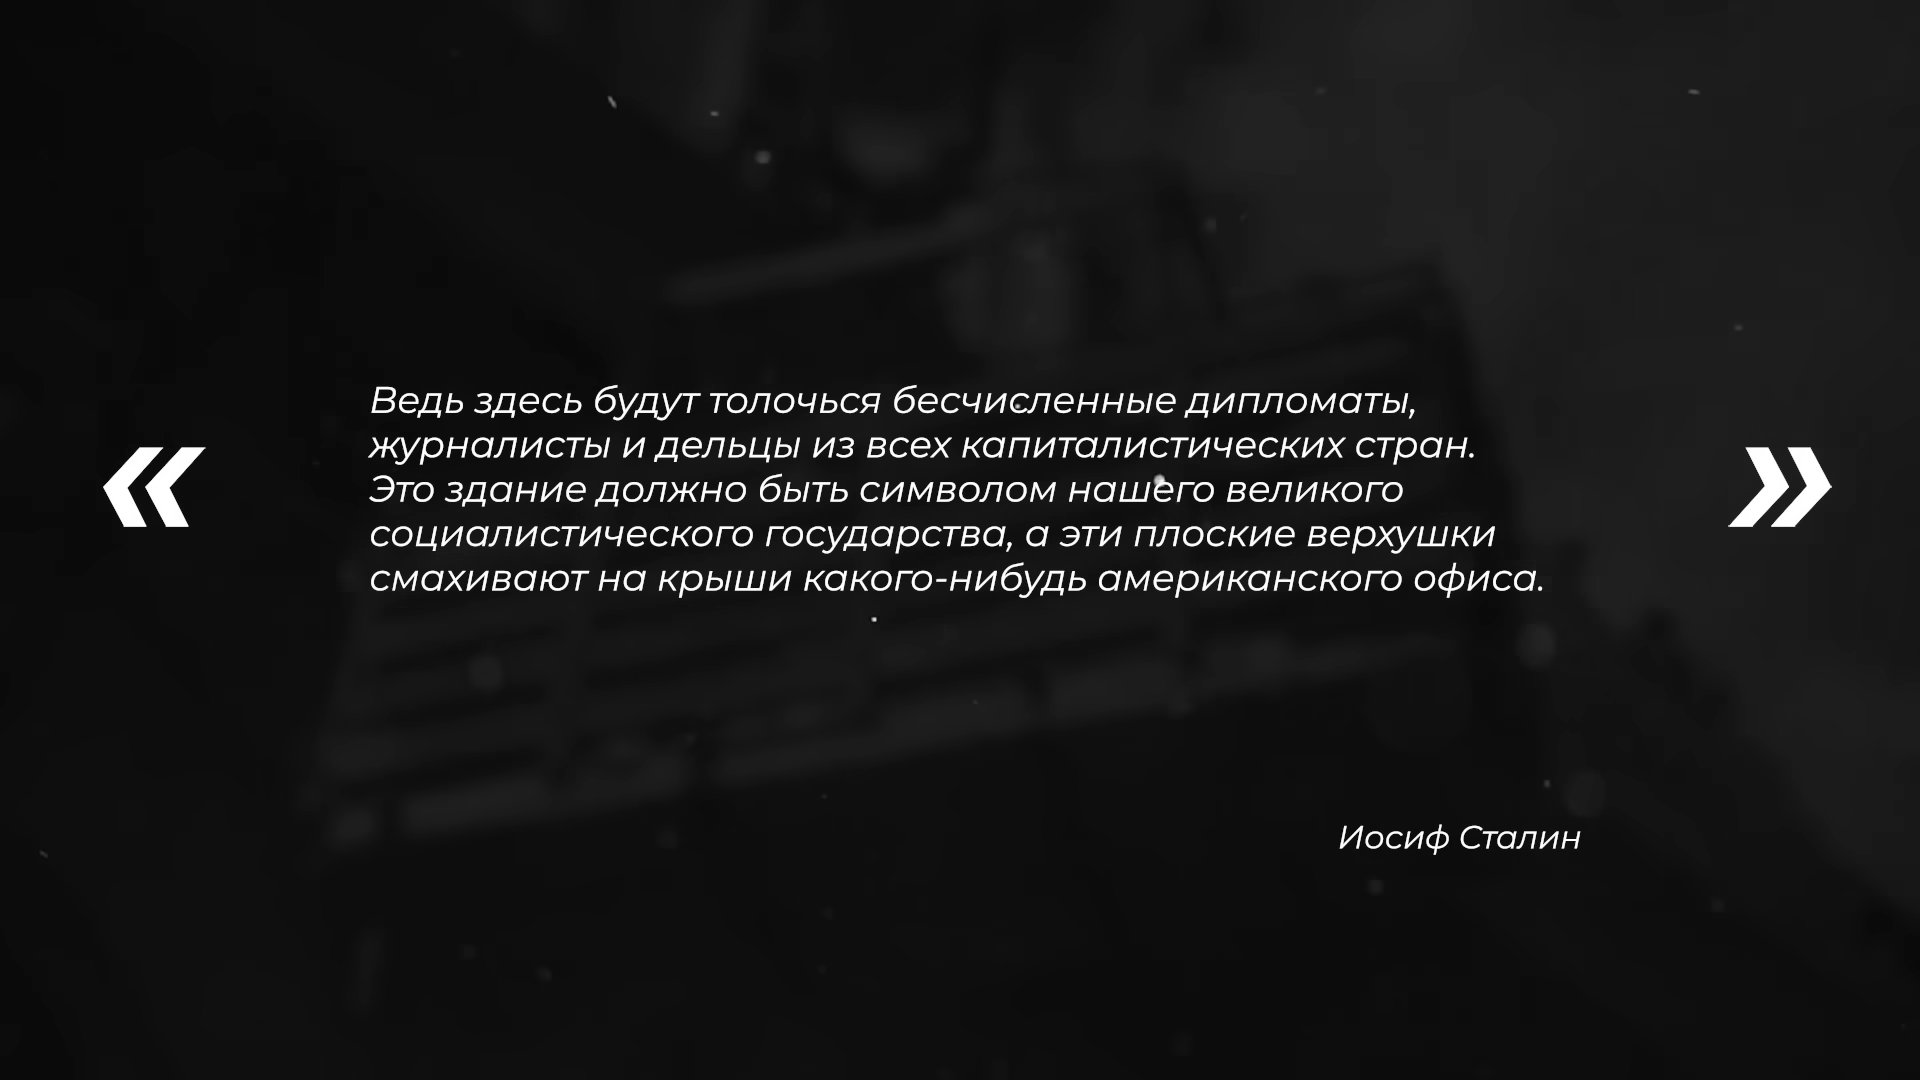 «
Ведь здесь будут толочься бесчисленные дипломаты,
журналисты и дельцы из всех капиталистических стран.
Это здание должно быть символом нашего великого
социалистического государства, а эти плоские верхушки
смахивают на крыши какого-нибудь американского офиса.
»
Иосиф Сталин